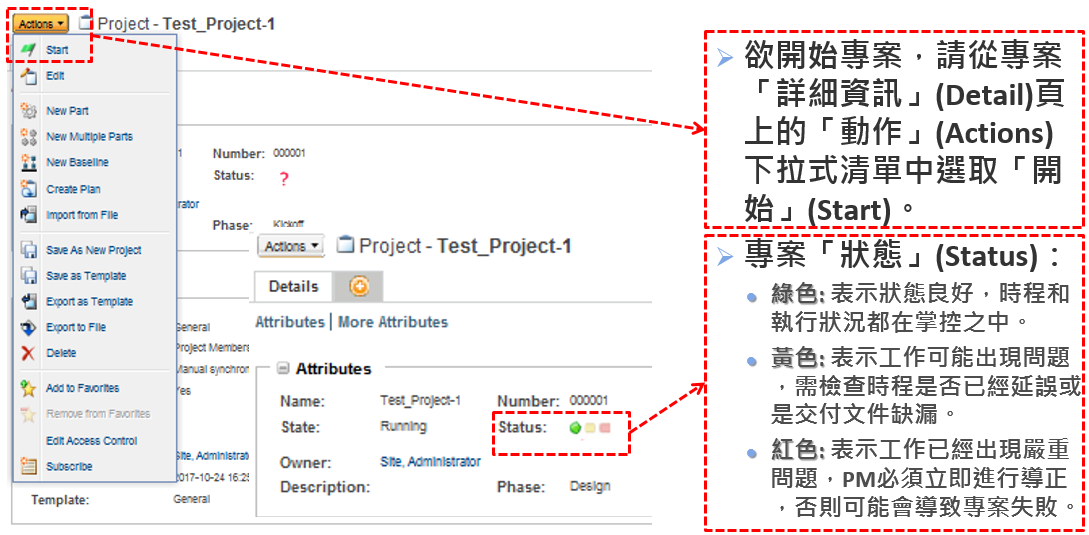 Actions Project - Test_Project-1
Start
Edit
New Part
New Multiple Parts
New Baseline
Create Plan
Import from File
Save As New Project
Save as Template
Export as Template
Export to File
Delete
Add to Favorites
Remove from Favorites
Edit Access Control
Subscribe
1 Number: 000001
Status: ?
rator
Phase: Kickoff
General
Project Members
Manual synchron
Yes
Site, Administrat
2017-10-24 16:25
Template: General
Actions Project - Test_Project-1
Details
Attributes | More Attributes
Attributes
Name: Test_Project-1 Number: 000001
State: Running Status:
Owner: Site, Administrator
Description: Phase: Design
欲開始專案，請從專案
「詳細資訊」(Detail)頁
上的「動作」(Actions)
下拉式清單中選取「開
始」(Start)。
專案「狀態」(Status)：
綠色: 表示狀態良好，時程和
執行狀況都在掌控之中。
黃色: 表示工作可能出現問題
，需檢查時程是否已經延誤或
是交付文件缺漏。
紅色: 表示工作已經出現嚴重
問題，PM必須立即進行導正
，否則可能會導致專案失敗。